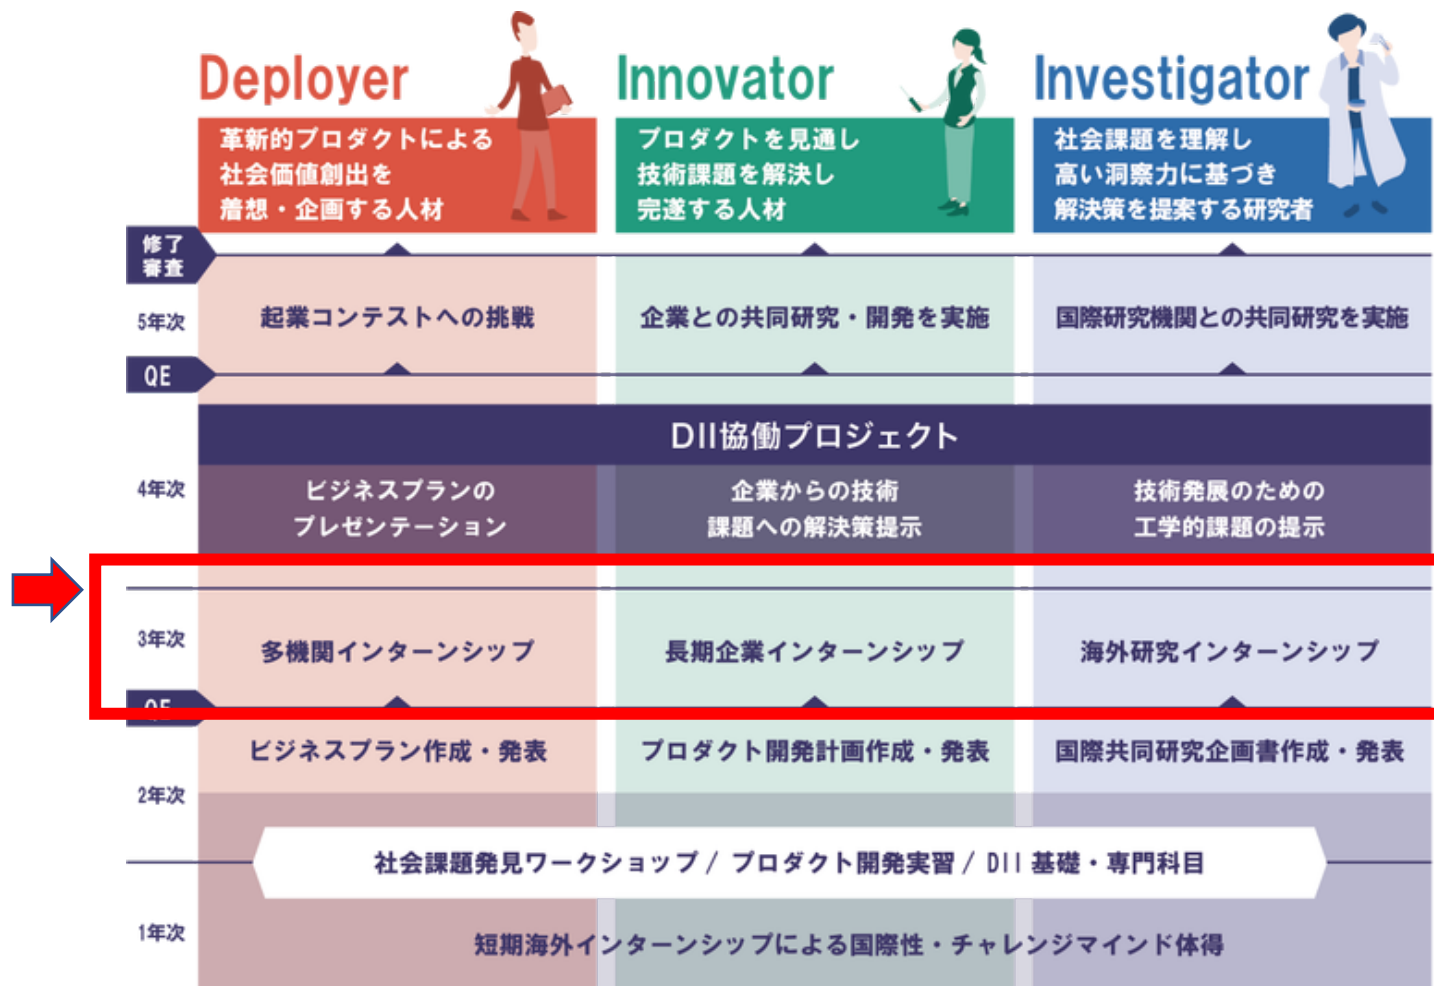 Deployer
Innovator
Investigator
革新的プロダクトによる
社会価値創出を
着想・企画する人材
プロダクトを見通し
技術課題を解決し
完遂する人材
社会課題を理解し
高い洞察力に基づき
解決策を提案する研究者
修了
審査
5年次
起業コンテストへの挑戦
企業との共同研究・開発を実施
国際研究機関との共同研究を実施
QE
DII協働プロジェクト
4年次
ビジネスプランの
プレゼンテーション
企業からの技術
課題への解決策提示
技術発展のための
工学的課題の提示
3年次
多機関インターンシップ
長期企業インターンシップ
海外研究インターンシップ
QE
ビジネスプラン作成・発表
プロダクト開発計画作成・発表
国際共同研究企画書作成・発表
2年次
社会課題発見ワークショップ / プロダクト開発実習 / DII 基礎・専門科目
1年次
短期海外インターンシップによる国際性・チャレンジマインド体得